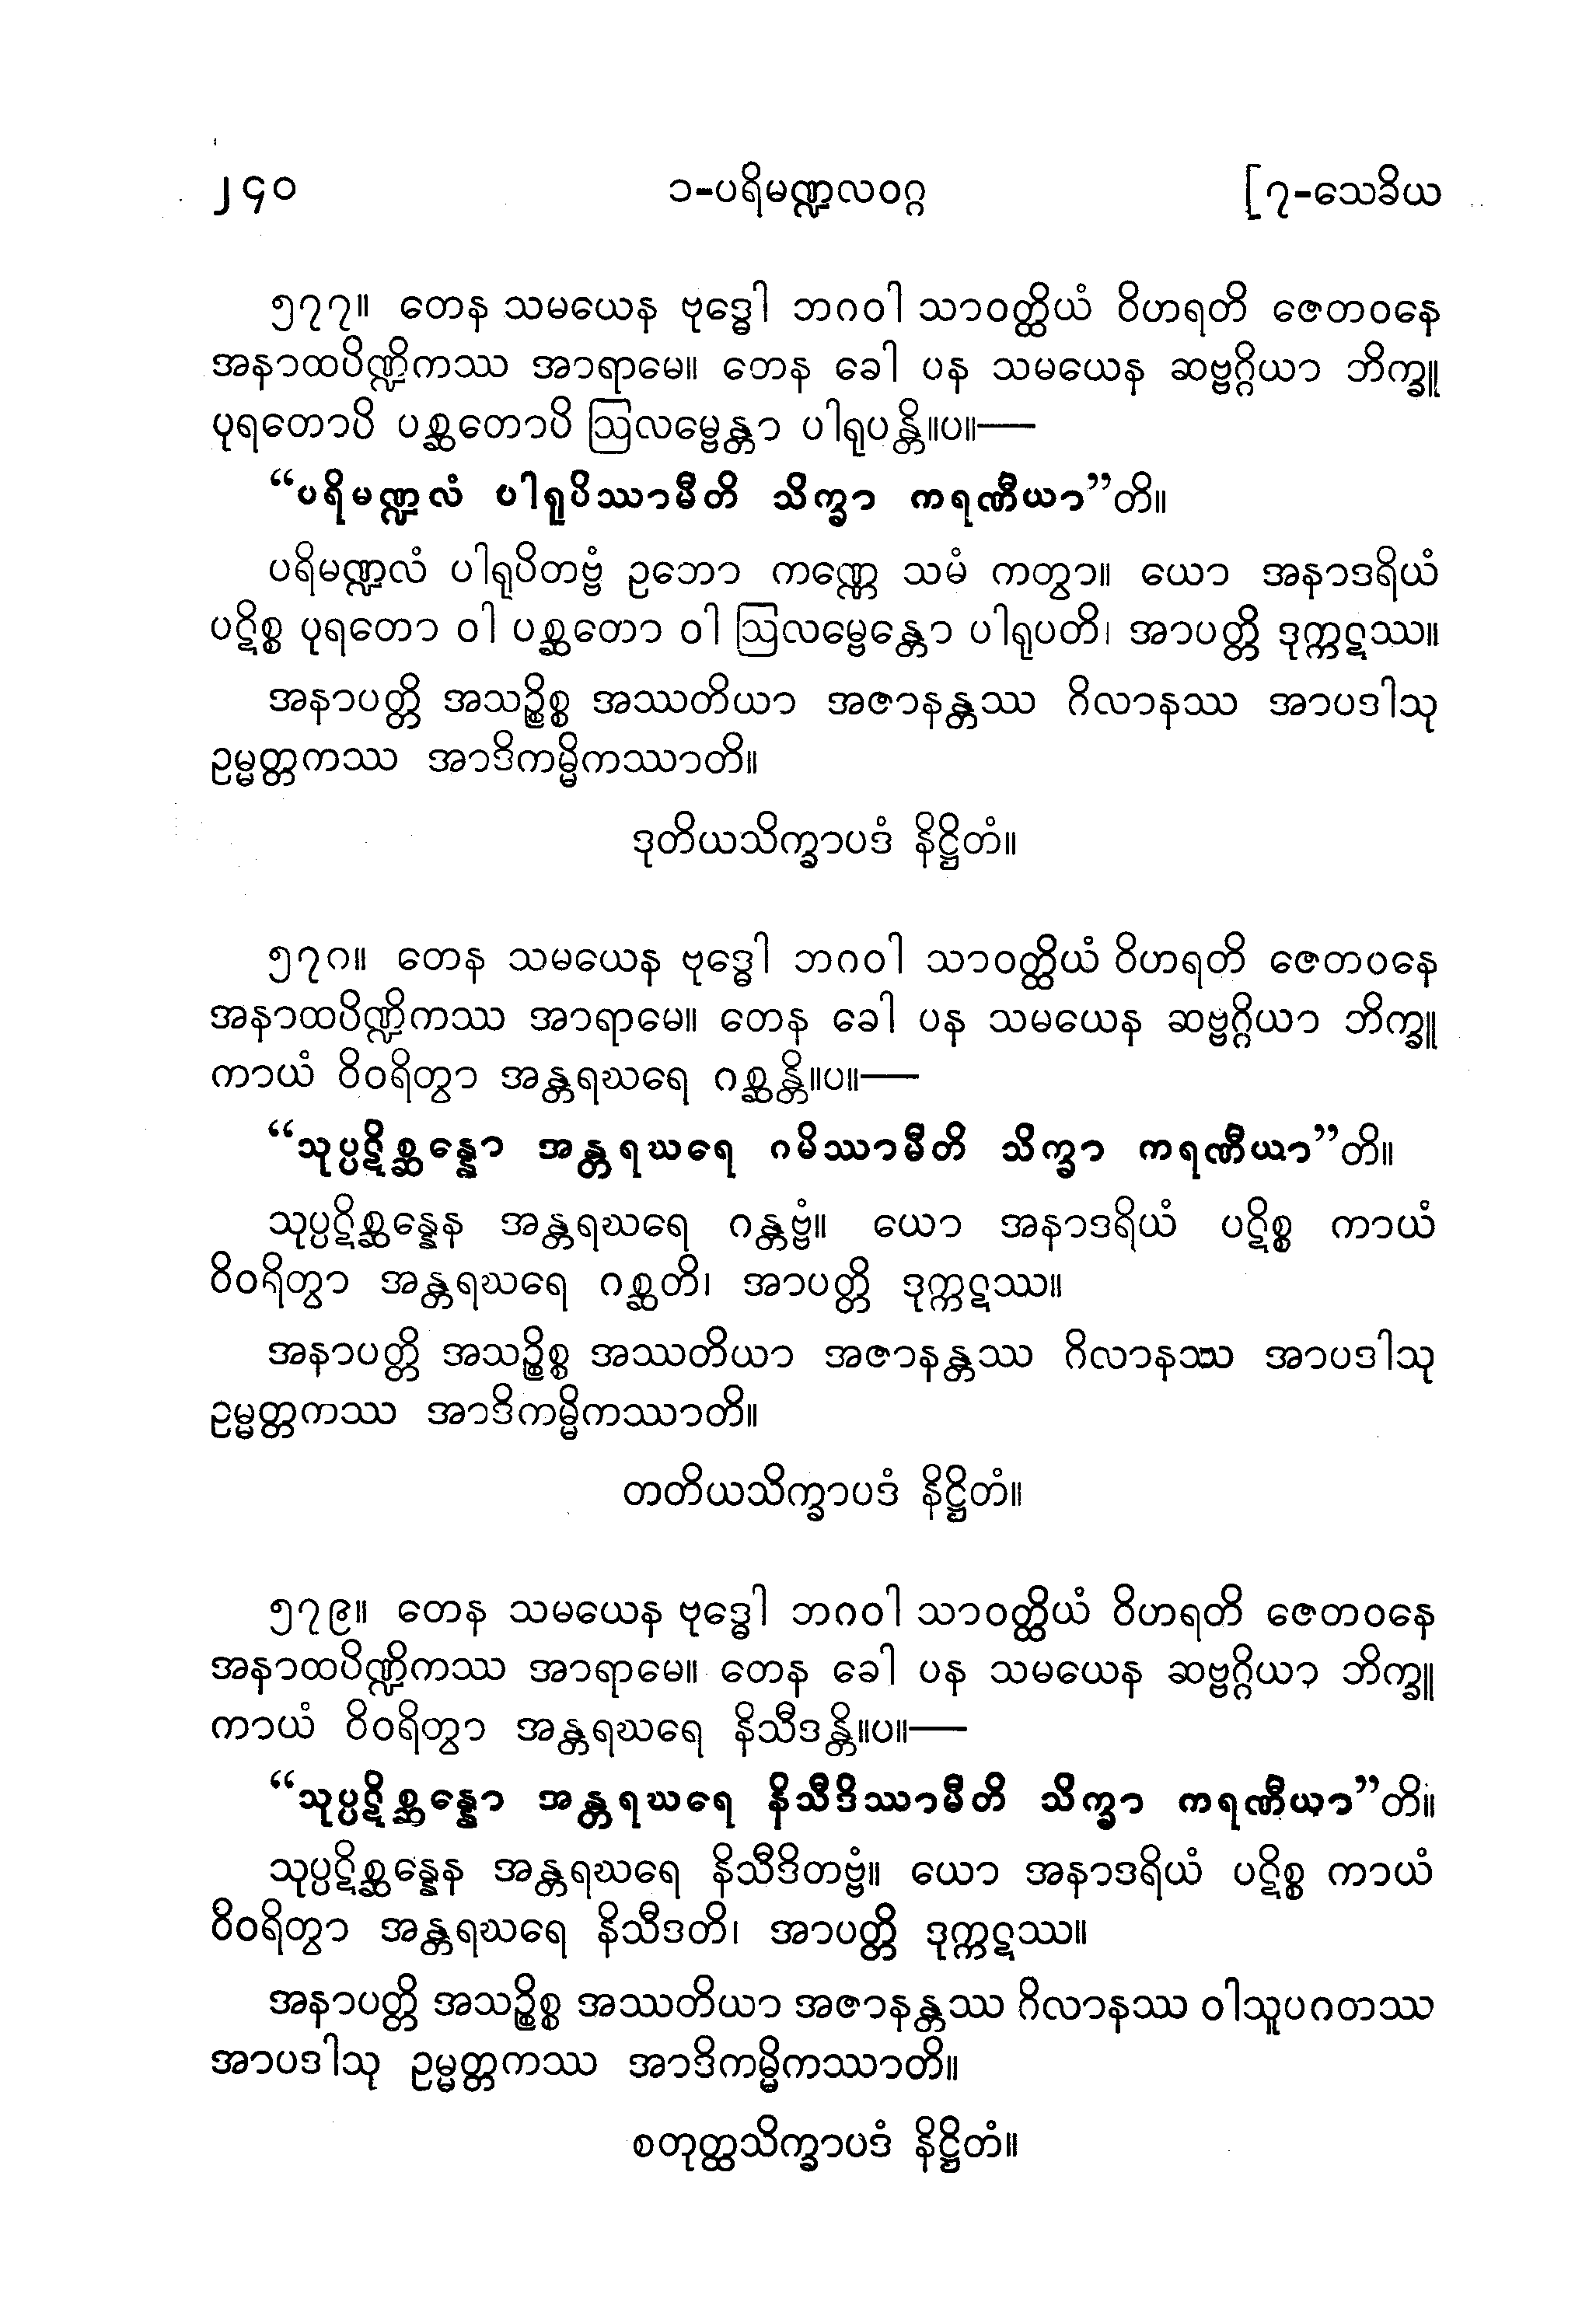 ၂၄၀ ၁-ပရိမဏ္ဍလဝဂ္ဂ [၇-သေခိယ
၅၇၇။ တေန သမယေန ဗုဒ္ဓေါ ဘဂဝါ သာဝတ္ထိယံ ဝိဟရတိ ဇေတဝနေ
အနာထပိဏ္ဍိကဿ အာရာမေ။ တေန ခေါ ပန သမယေန ဆဗ္ဗဂ္ဂိယာ ဘိက္ခူ
ပုရတောပိ ပစ္ဆတောပိ ဩလမ္ဗေန္တာ ပါရုပန္တိ။ပ။—
“ပရိမဏ္ဍလံ ပါရုပိဿာမီတိ သိက္ခာ ကရဏီယာ”တိ။
ပရိမဏ္ဍလံ ပါရုပိတဗ္ဗံ ဥဘော ကဏ္ဏေ သမံ ကတွာ။ ယော အနာဒရိယံ
ပဋိစ္စ ပုရတော ဝါ ပစ္ဆတော ဝါ ဩလမ္ဗေန္တော ပါရုပတိ၊ အာပတ္တိ ဒုက္ကဋဿ။
အနာပတ္တိ အသဉ္စိစ္စ အဿတိယာ အဇာနန္တဿ ဂိလာနဿ အာပဒါသု
ဥမ္မတ္တကဿ အာဒိကမ္မိကဿာတိ။
ဒုတိယသိက္ခာပဒံ နိဋ္ဌိတံ။
၅၇၈။ တေန သမယေန ဗုဒ္ဓေါ ဘဂဝါ သာဝတ္ထိယံ ဝိဟရတိ ဇေတဝနေ
အနာထပိဏ္ဍိကဿ အာရာမေ။ တေန ခေါ ပန သမယေန ဆဗ္ဗဂ္ဂိယာ ဘိက္ခူ
ကာယံ ဝိဝရိတွာ အန္တရဃရေ ဂစ္ဆန္တိ။ပ။—
“သုပ္ပဋိစ္ဆန္နော အန္တရဃရေ ဂမိဿာမီတိ သိက္ခာ ကရဏီယာ”တိ။
သုပ္ပဋိစ္ဆန္နေန အန္တရဃရေ ဂန္တဗ္ဗံ။ ယော အနာဒရိယံ ပဋိစ္စ ကာယံ
ဝိဝရိတွာ အန္တရဃရေ ဂစ္ဆတိ၊ အာပတ္တိ ဒုက္ကဋဿ။
အနာပတ္တိ အသဉ္စိစ္စ အဿတိယာ အဇာနန္တဿ ဂိလာနဿ အာပဒါသု
ဥမ္မတ္တကဿ အာဒိကမ္မိကဿာတိ။
တတိယသိက္ခာပဒံ နိဋ္ဌိတံ။
၅၇၉။ တေန သမယေန ဗုဒ္ဓေါ ဘဂဝါ သာဝတ္ထိယံ ဝိဟရတိ ဇေတဝနေ
အနာထပိဏ္ဍိကဿ အာရာမေ။ တေန ခေါ ပန သမယေန ဆဗ္ဗဂ္ဂိယာ ဘိက္ခူ
ကာယံ ဝိဝရိတွာ အန္တရဃရေ နိသီဒန္တိ။ပ။—
“သုပ္ပဋိစ္ဆန္နော အန္တရဃရေ နိသီဒိဿာမီတိ သိက္ခာ ကရဏီယာ”တိ။
သုပ္ပဋိစ္ဆန္နေန အန္တရဃရေ နိသီဒိတဗ္ဗံ။ ယော အနာဒရိယံ ပဋိစ္စ ကာယံ
ဝိဝရိတွာ အန္တရဃရေ နိသီဒတိ၊ အာပတ္တိ ဒုက္ကဋဿ။
အနာပတ္တိ အသဉ္စိစ္စ အဿတိယာ အဇာနန္တဿ ဂိလာနဿ ဝါသူပဂတဿ
အာပဒါသု ဥမ္မတ္တကဿ အာဒိကမ္မိကဿာတိ။
စတုတ္ထသိက္ခာပဒံ နိဋ္ဌိတံ။